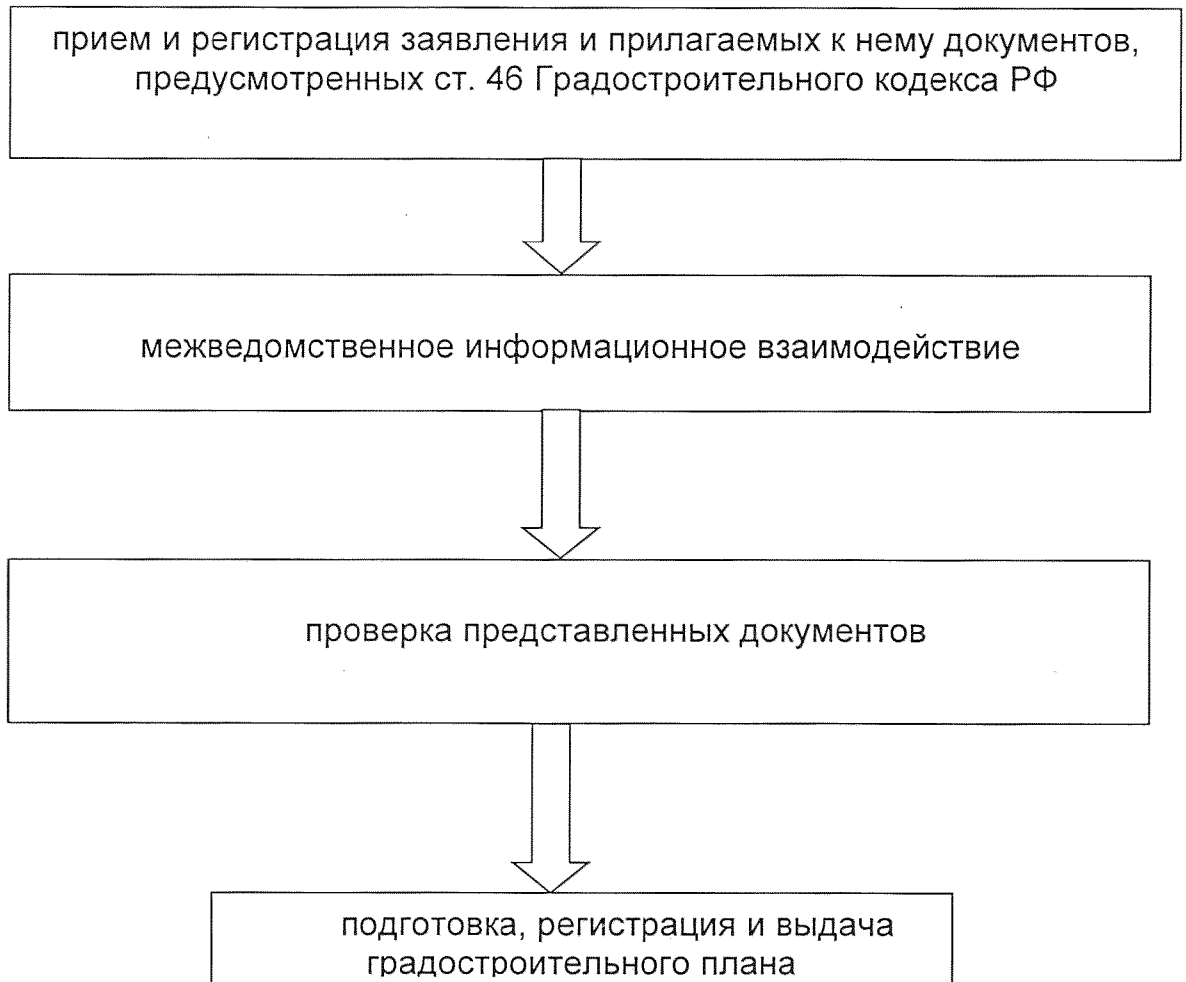 прием и регистрация заявления и прилагаемых к нему документов,
предусмотренных ст. 46 Градостроительного кодекса РФ
межведомственное информационное взаимодействие
проверка представленных документов
подготовка, регистрация и выдача
градостроительного плана